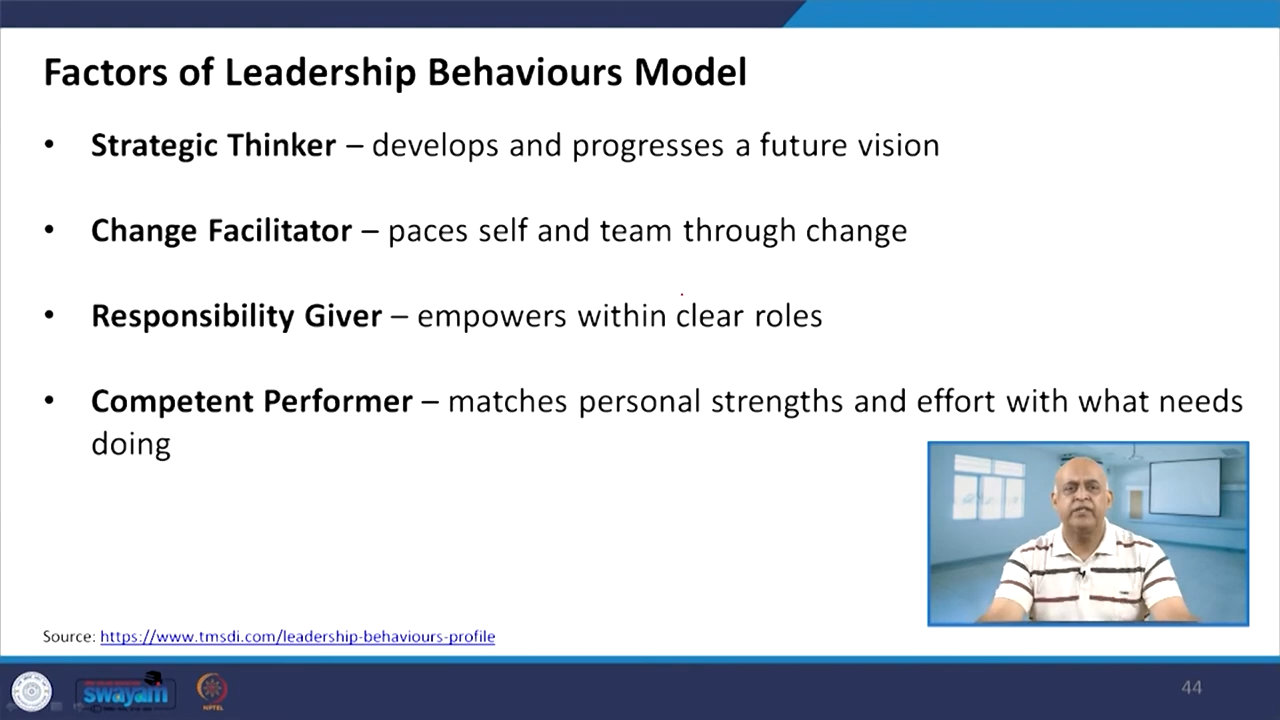 Factors of Leadership Behaviours Model
• Strategic Thinker – develops and progresses a future vision
• Change Facilitator – paces self and team through change
• Responsibility Giver – empowers within clear roles
• Competent Performer – matches personal strengths and effort with what needs
doing
Source: https://www.tmsdi.com/leadership-behaviours-profile
swayam
NPTEL
44